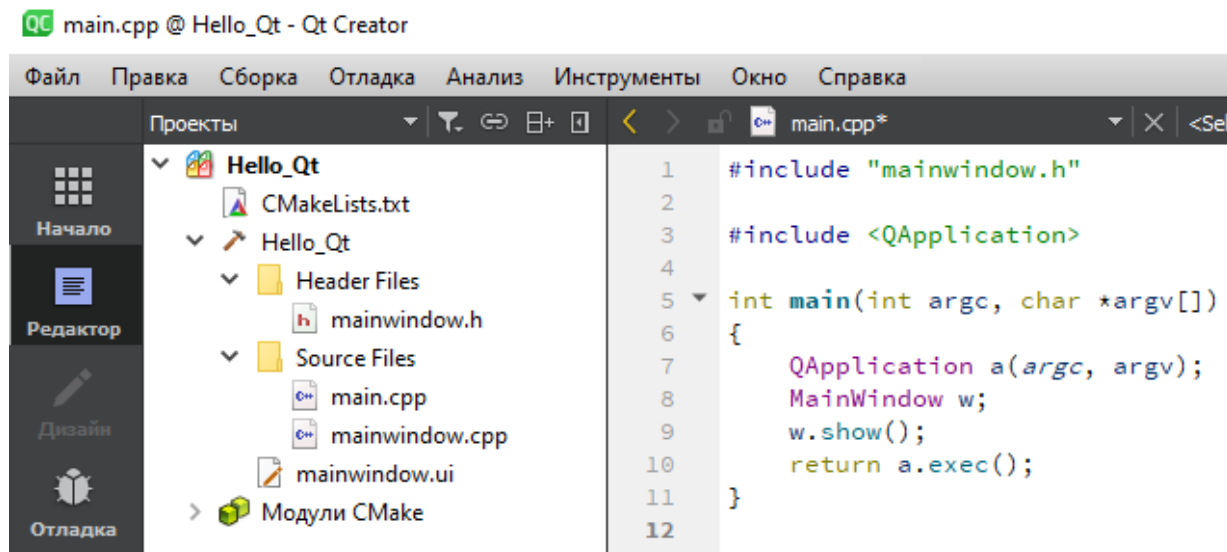 QC main.cpp @ Hello_Qt - Qt Creator
Файл Правка Сборка Отладка Анализ Инструменты Окно Справка
Проекты
main.cpp*
Начало
Редактор
Дизайн
Отладка
Hello_Qt
CMakeLists.txt
Hello_Qt
Header Files
h mainwindow.h
Source Files
C++ main.cpp
C++ mainwindow.cpp
mainwindow.ui
Модули CMake
1 #include "mainwindow.h"
2
3 #include <QApplication>
4
5 int main(int argc, char *argv[])
6 {
7 QApplication a(argc, argv);
8 MainWindow w;
9 w.show();
10 return a.exec();
11 }
12